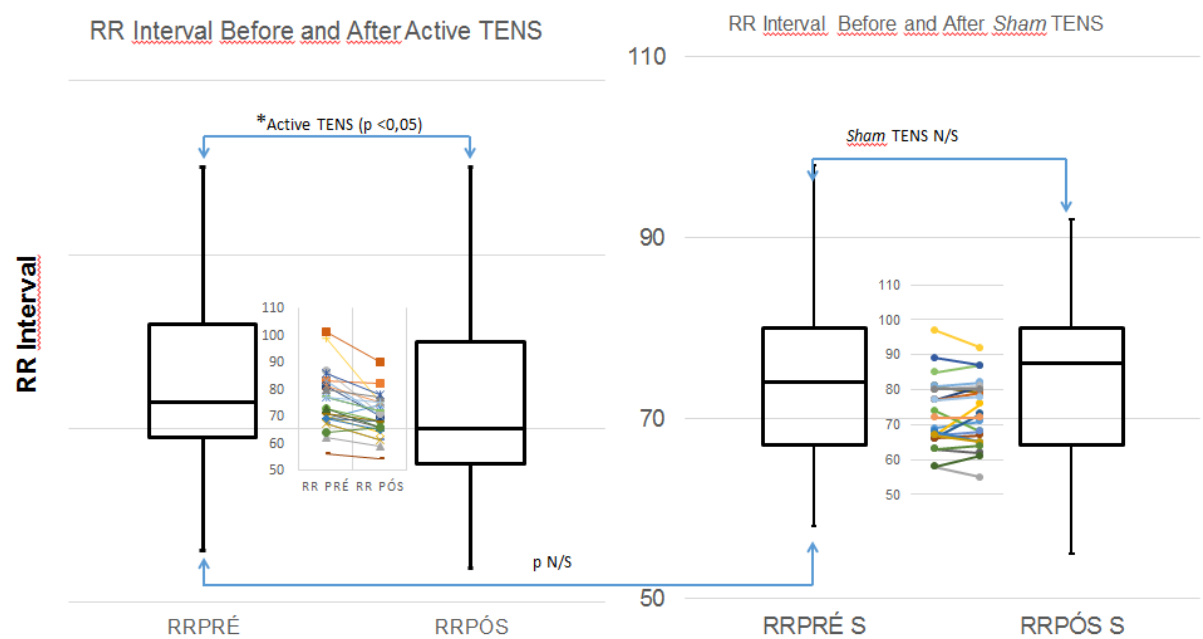 RR Interval Before and After Active TENS
*Active TENS (p <0,05)
RR Interval
110
100
90
80
70
60
50
RR PRÉ RR PÓS
RRPRÉ
RRPÓS
p N/S
RR Interval Before and After Sham TENS
110
90
70
50
Sham TENS N/S
110
100
90
80
70
60
50
RRPRÉ S
RRPÓS S